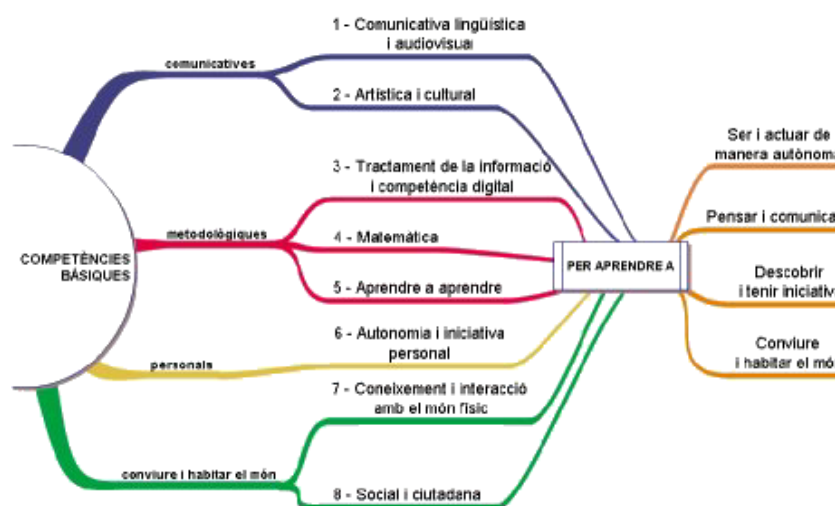 1 - Comunicativa lingüística
i audiovisual
comunicatives
2 - Artística i cultural
3 - Tractament de la informació
i competència digital
metodològiques
4 - Matemàtica
5 - Aprendre a aprendre
COMPETÈNCIES
BÀSIQUES
6 - Autonomia i iniciativa
personal
personals
7 - Coneixement i interacció
amb el món físic
conviure i habitar el món
8 - Social i ciutadana
PER APRENDRE A
Ser i actuar de
manera autònoma
Pensar i comunica
Descobrir
i tenir iniciativa
Conviure
i habitar el món